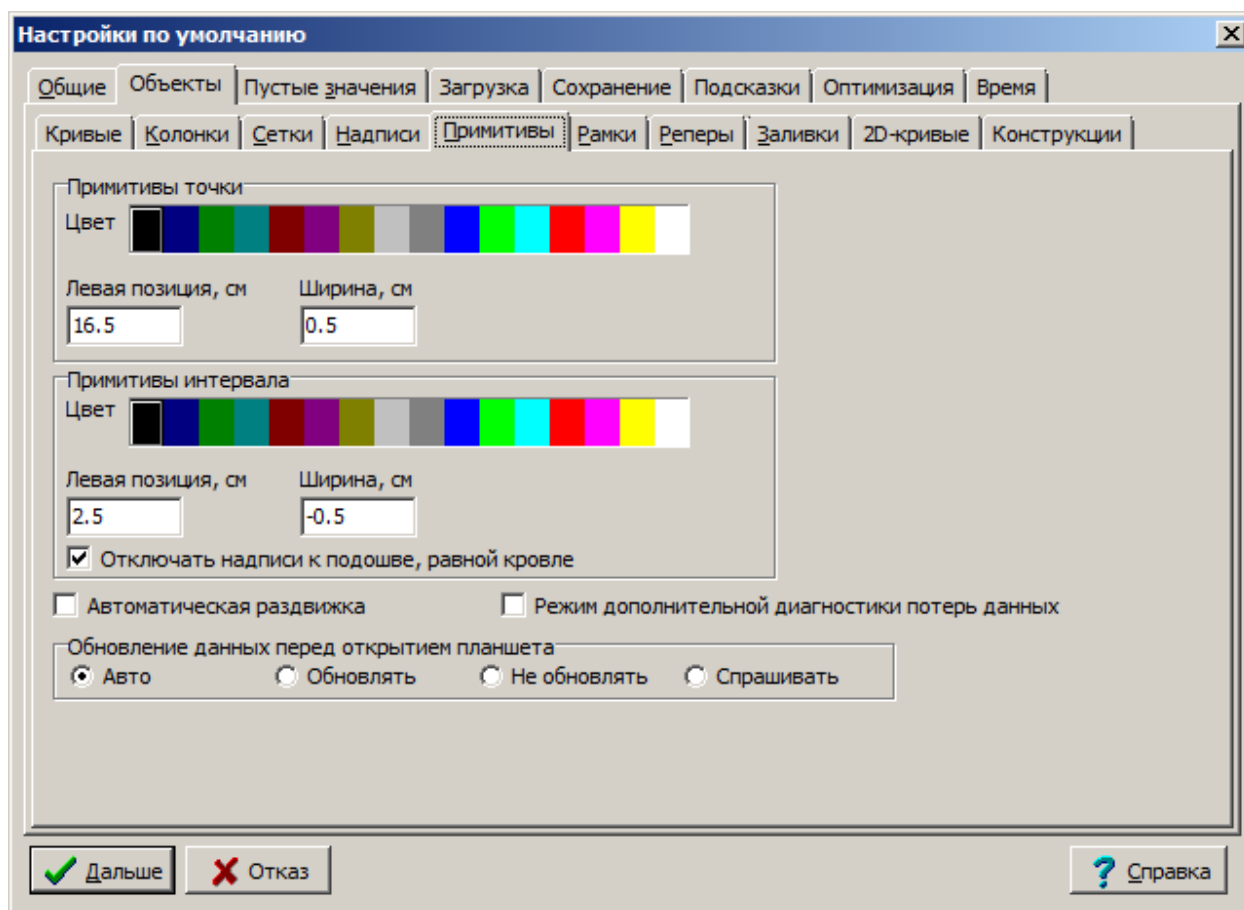 Настройки по умолчанию
Общие Объекты Пустые значения Загрузка Сохранение Подсказки Оптимизация Время
Кривые Колонки Сетки Надписи Примитивы Рамки Реперы Заливки 2D-кривые Конструкции
Примитивы точки
Цвет
Левая позиция, см Ширина, см
16.5 0.5
Примитивы интервала
Цвет
Левая позиция, см Ширина, см
2.5 -0.5
Отключать надписи к подошве, равной кровле
Автоматическая раздвижка Режим дополнительной диагностики потерь данных
Обновление данных перед открытием планшета
Авто Обновлять Не обновлять Спрашивать
Дальше Отказ ? Справка